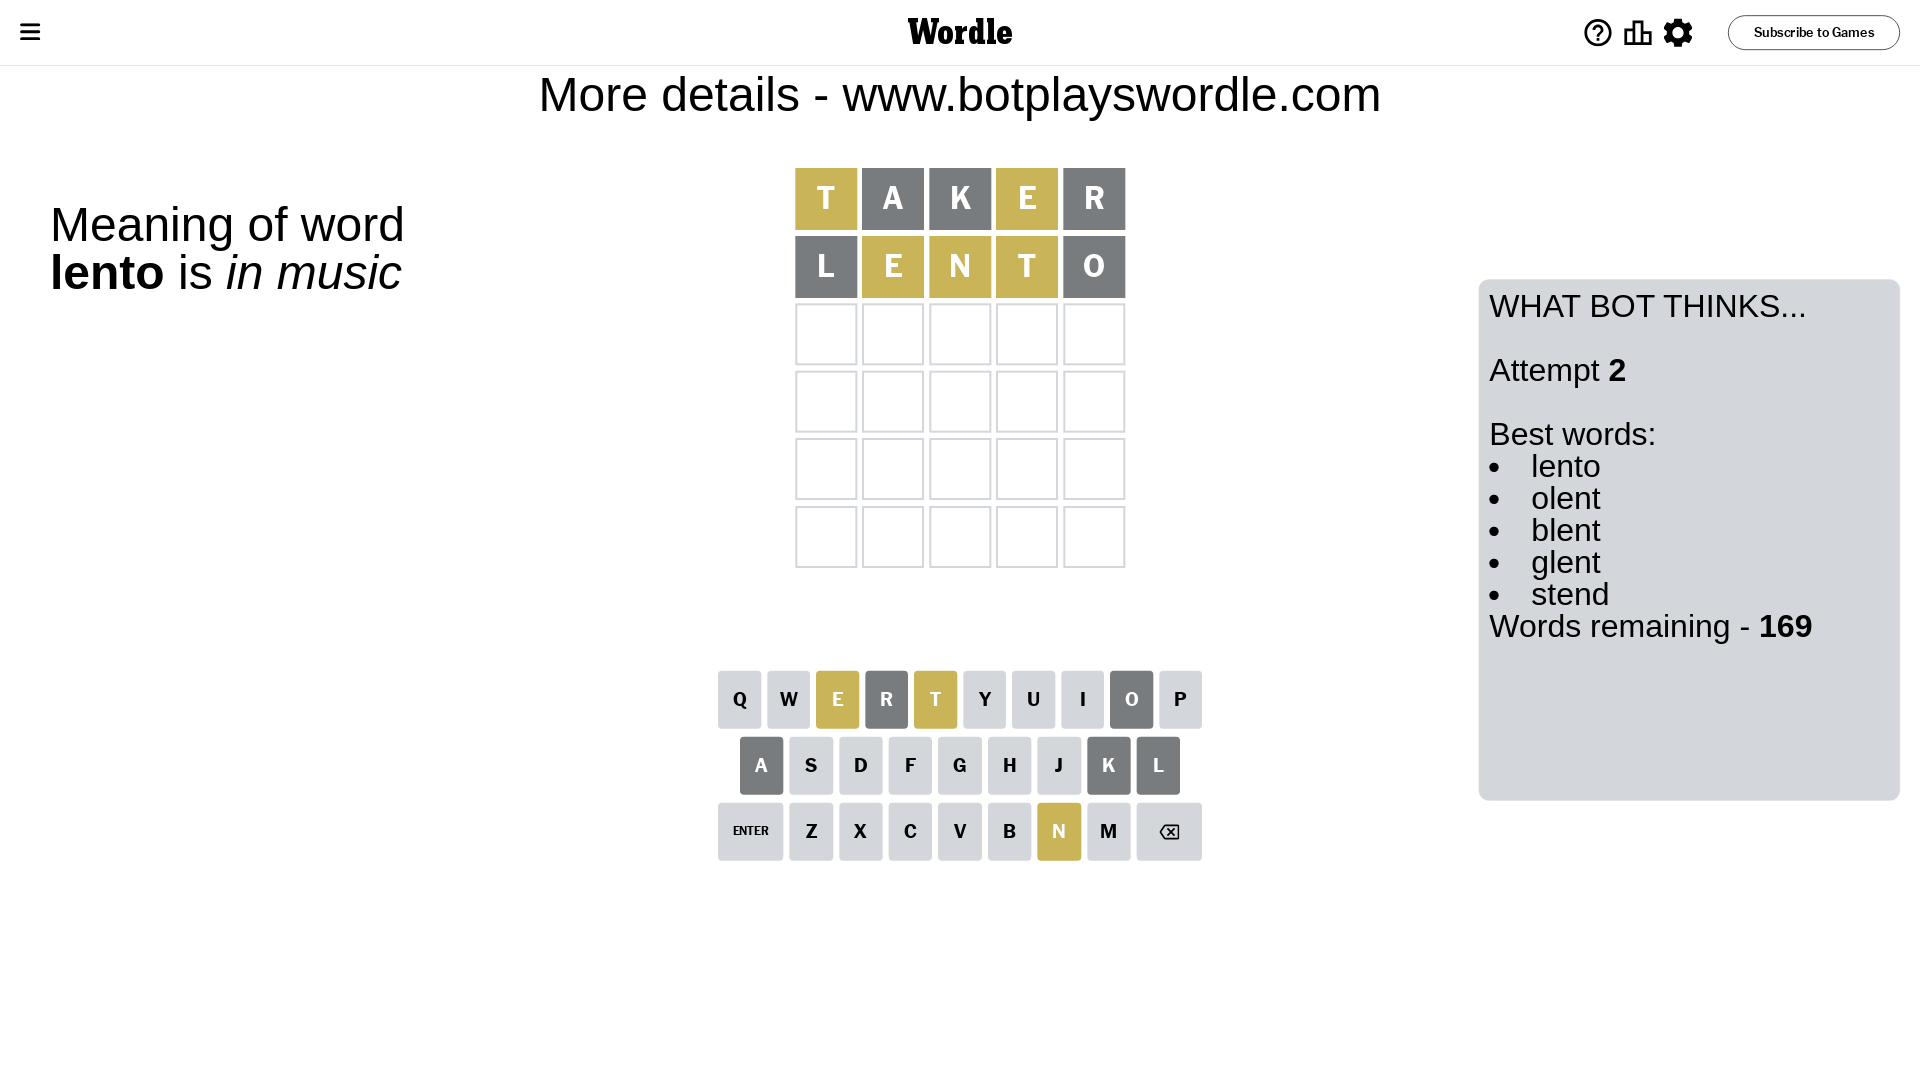 Wordle
Subscribe to Games
More details - www.botplayswordle.com
Meaning of word
lento is in music
T A K E R
L E N T O
WHAT BOT THINKS...
Attempt 2
Best words:
• lento
• olent
• blent
• glent
• stend
Words remaining - 169
Q W E R T Y U I O P
A S D F G H J K L
ENTER Z X C V B N M